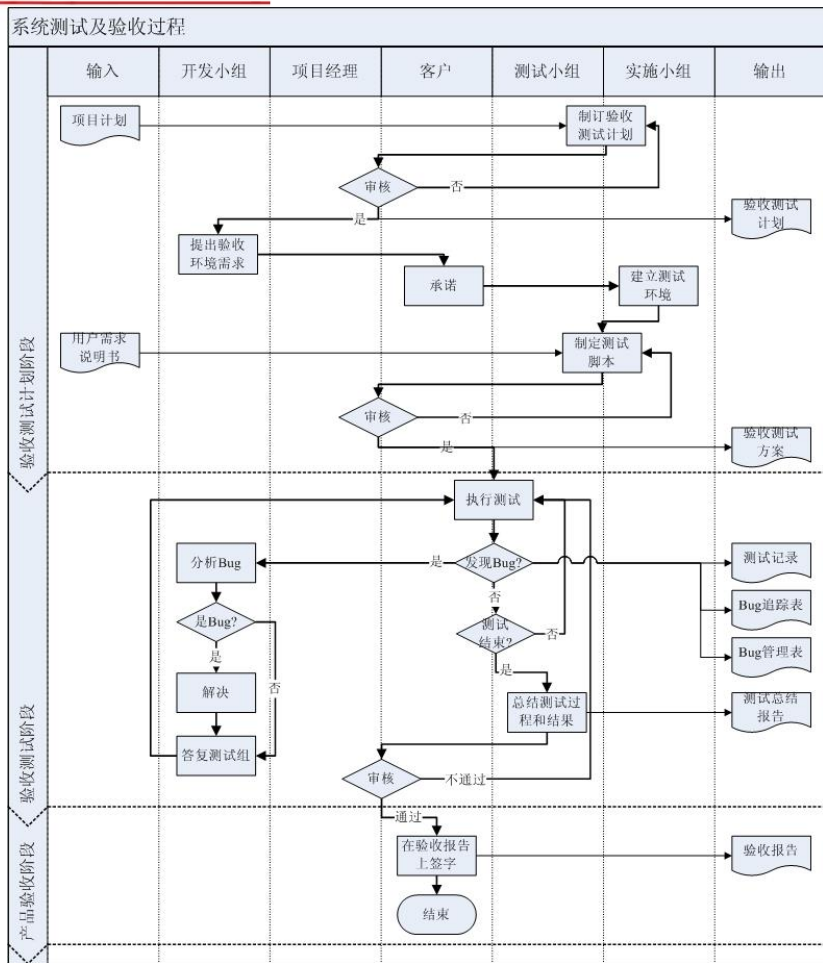 系统测试及验收过程
输入
开发小组
项目经理
客户
测试小组
实施小组
输出
验收测试计划阶段
项目计划
制订验收
测试计划
审核
否
是
验收测试
计划
提出验收
环境需求
承诺
建立测试
环境
用户需求
说明书
制定测试
脚本
审核
否
是
验收测试
方案
验收测试阶段
执行测试
分析Bug
是
发现Bug?
测试记录
否
是Bug?
测试
结束?
否
Bug追踪表
是
是
Bug管理表
解决
否
总结测试过
程和结果
测试总结
报告
答复测试组
审核
不通过
通过
产品验收阶段
在验收报告
上签字
验收报告
结束